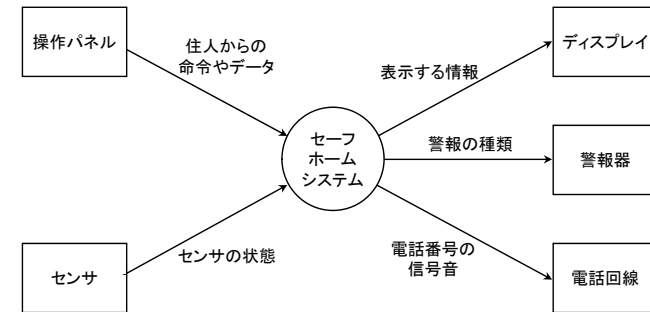 操作パネル
住人からの
命令やデータ
ディスプレイ
表示する情報
セーフ
ホーム
システム
警報の種類
警報器
センサ
センサの状態
電話番号の
信号音
電話回線